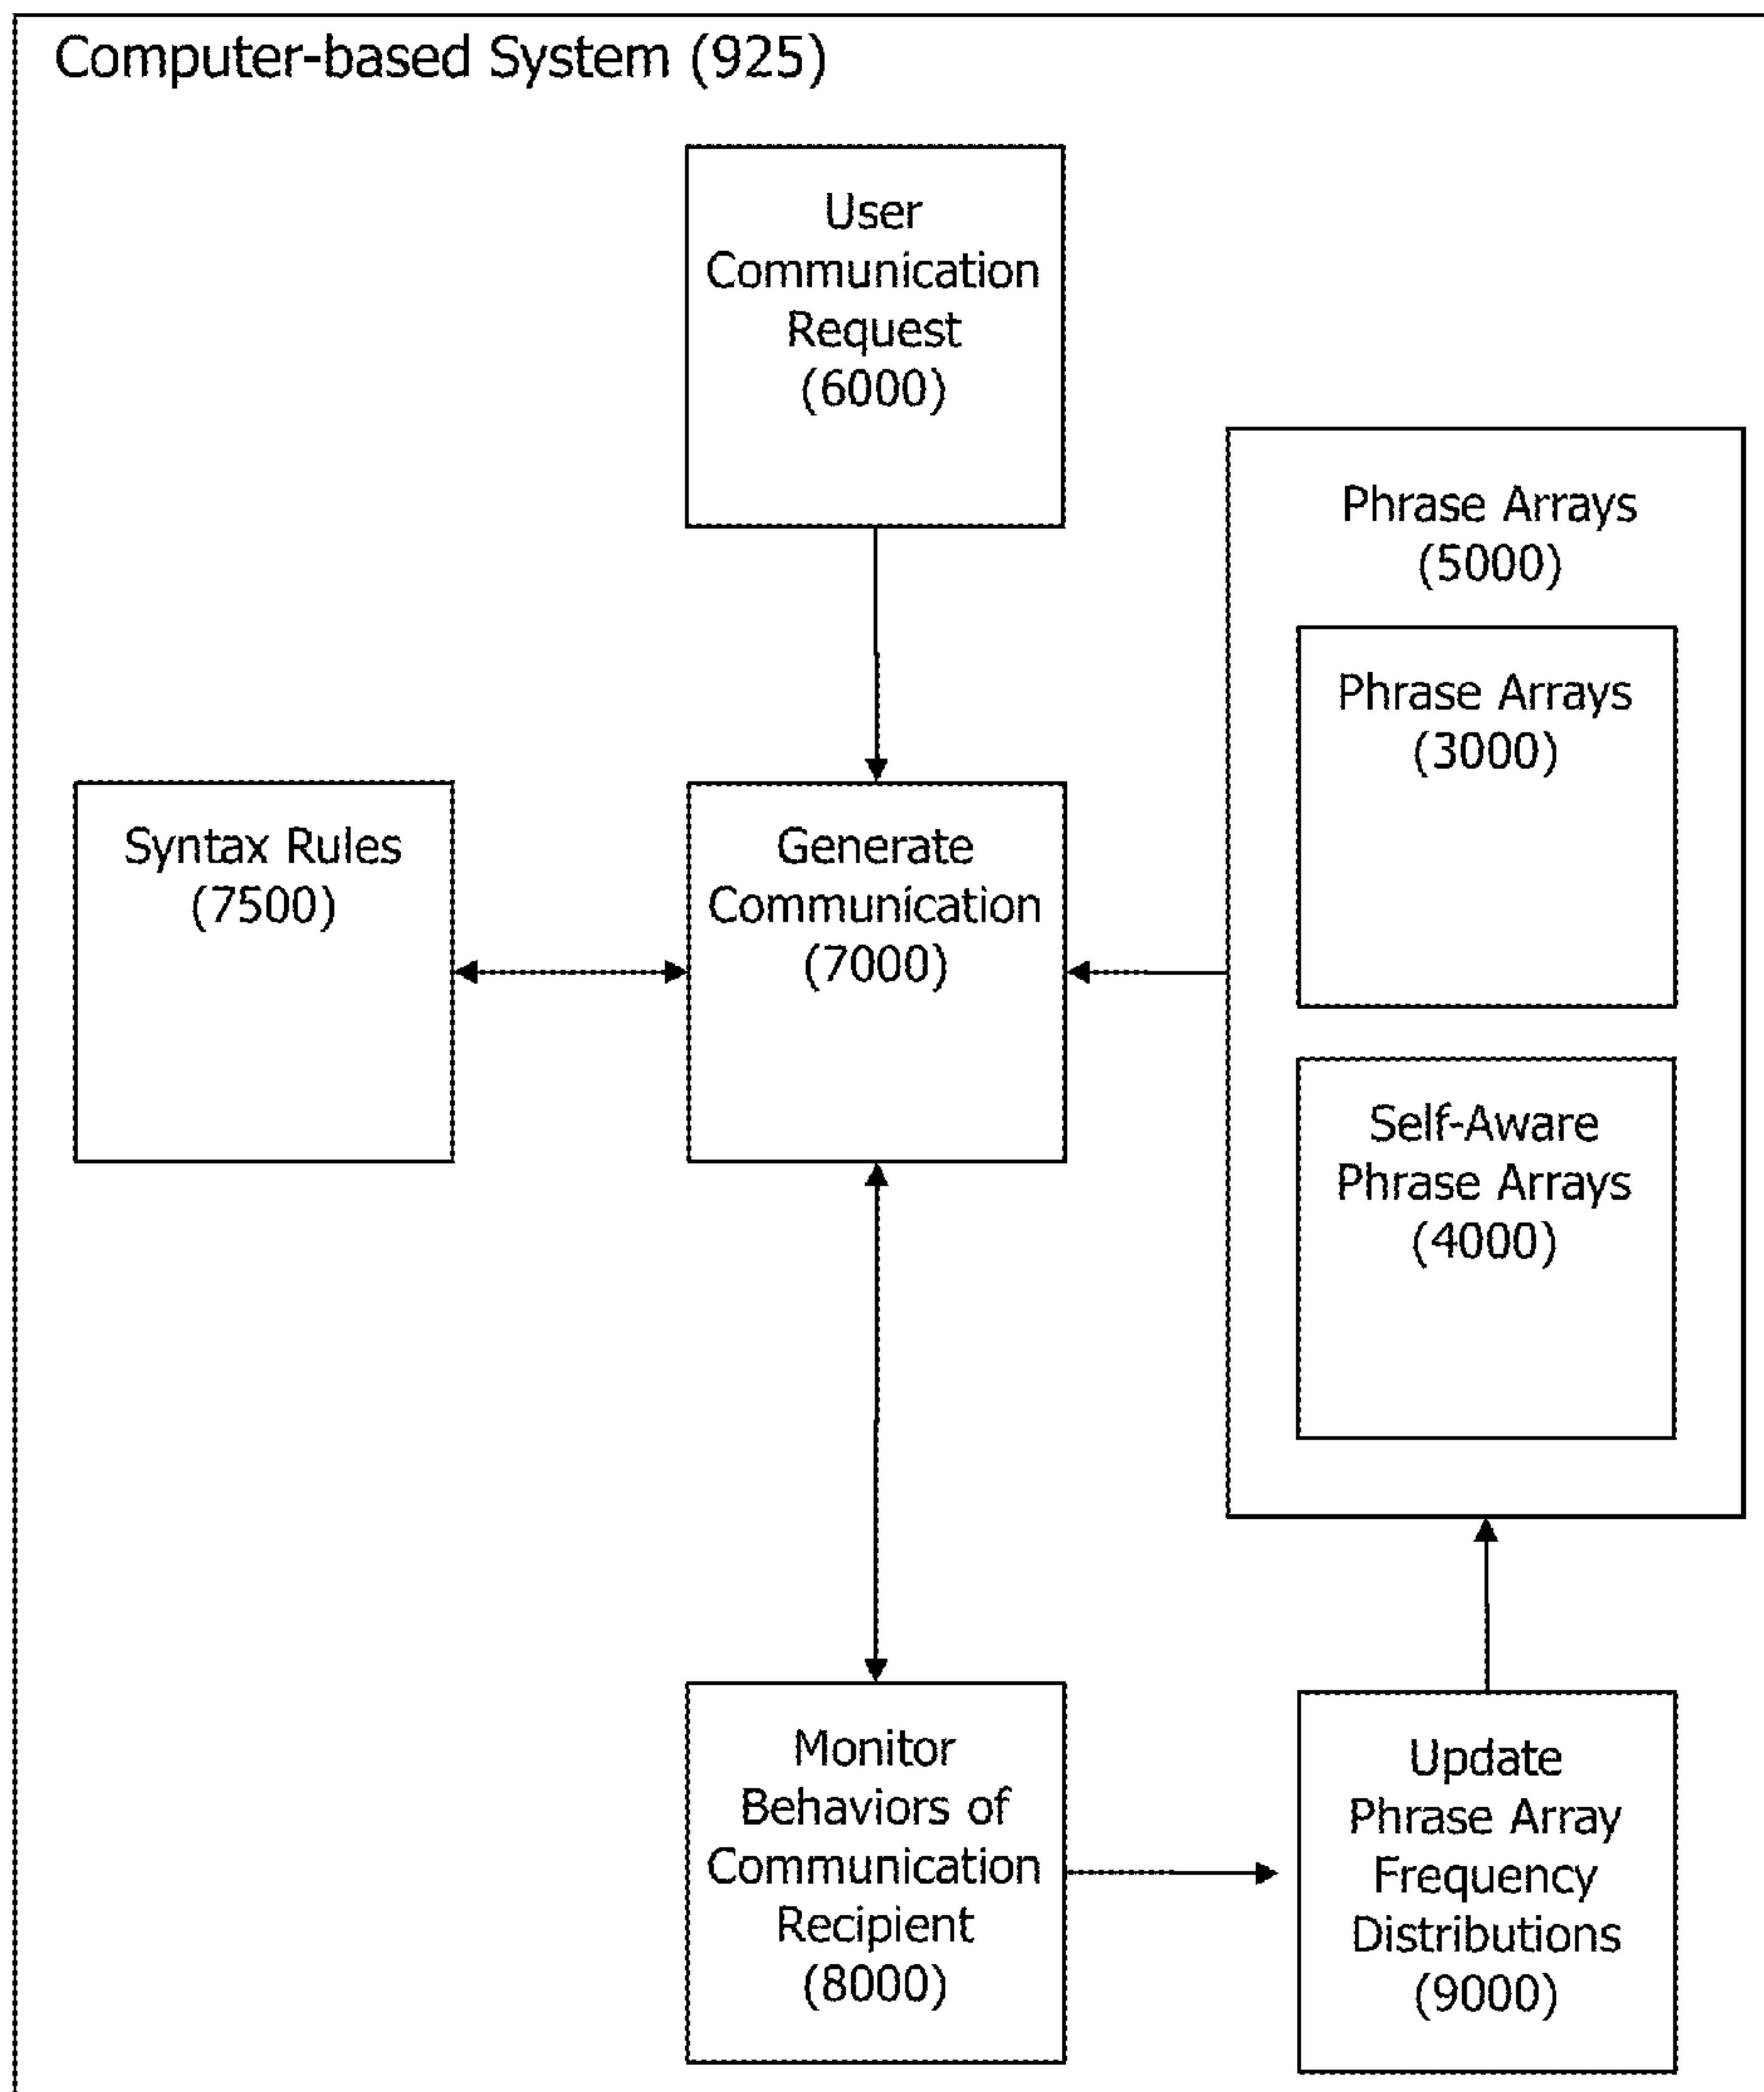 Computer-based System (925)
User
Communication
Request
(6000)
Phrase Arrays
(5000)
Phrase Arrays
(3000)
Syntax Rules
(7500)
Generate
Communication
(7000)
Self-Aware
Phrase Arrays
(4000)
Monitor
Behaviors of
Communication
Recipient
(8000)
Update
Phrase Array
Frequency
Distributions
(9000)